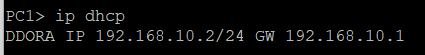 PC1> ip dhcp
DDORA IP 192.168.10.2/24 GW 192.168.10.1